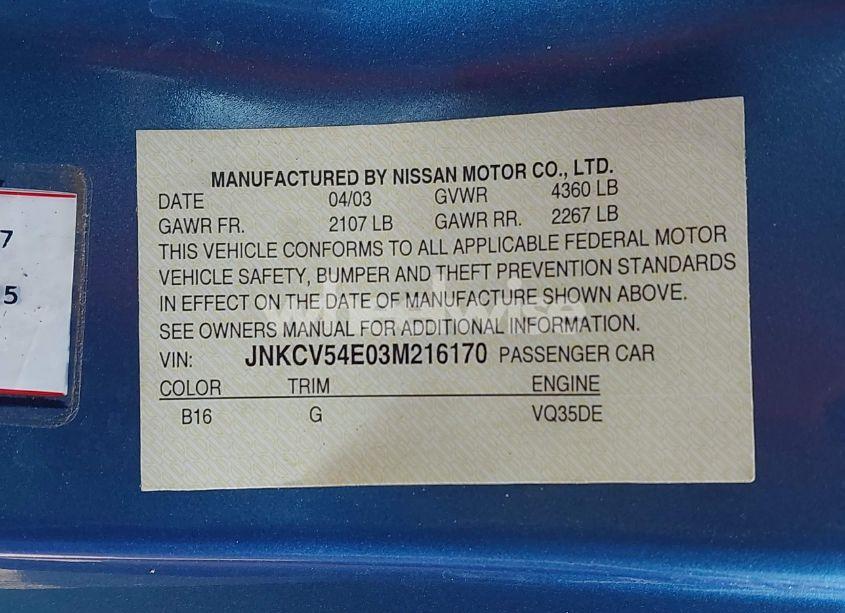 MANUFACTURED BY NISSAN MOTOR CO., LTD.
DATE 04/03 GVWR 4360 LB
GAWR FR. 2107 LB GAWR RR. 2267 LB
THIS VEHICLE CONFORMS TO ALL APPLICABLE FEDERAL MOTOR
VEHICLE SAFETY, BUMPER AND THEFT PREVENTION STANDARDS
IN EFFECT ON THE DATE OF MANUFACTURE SHOWN ABOVE.
SEE OWNERS MANUAL FOR ADDITIONAL INFORMATION.
VIN: JNKCV54E03M216170 PASSENGER CAR
COLOR TRIM ENGINE
B16 G VQ35DE
7
5
wheelwise